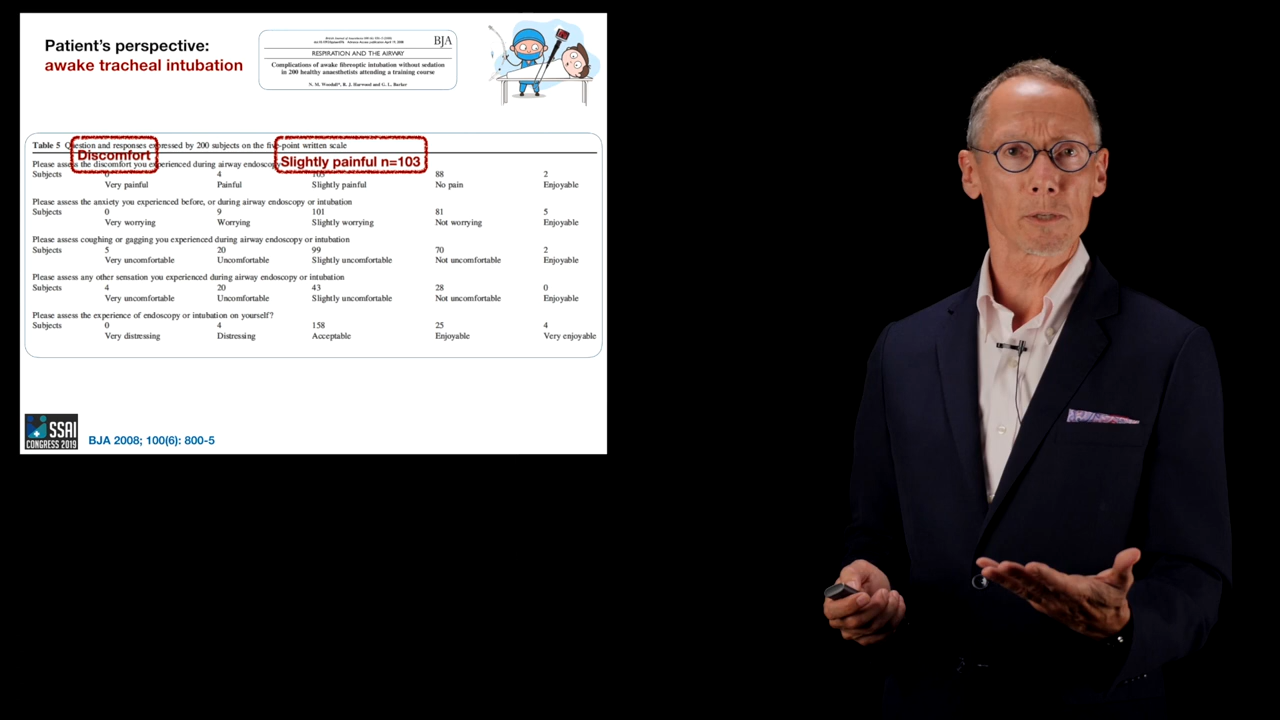 Patient's perspective:
awake tracheal intubation
BJA
RESPIRATION AND THE AIRWAY
Complications of awake fibreoptic intubation without sedation
in 200 healthy anaesthetists attending a training course
N. M. Woodall*, R. J. Harwood and G. L. Barker
Table 5 Question and responses expressed by 200 subjects on the five-point written scale
Discomfort
Slightly painful n=103
Please assess the discomfort you experienced during airway endoscopy
Subjects 0 4 103 88 2
Very painful Painful Slightly painful No pain Enjoyable
Please assess the anxiety you experienced before, or during airway endoscopy or intubation
Subjects 0 9 101 81 5
Very worrying Worrying Slightly worrying Not worrying Enjoyable
Please assess coughing or gagging you experienced during airway endoscopy or intubation
Subjects 5 20 99 70 2
Very uncomfortable Uncomfortable Slightly uncomfortable Not uncomfortable Enjoyable
Please assess any other sensation you experienced during airway endoscopy or intubation
Subjects 4 20 43 28 0
Very uncomfortable Uncomfortable Slightly uncomfortable Not uncomfortable Enjoyable
Please assess the experience of endoscopy or intubation on yourself?
Subjects 0 4 158 25 4
Very distressing Distressing Acceptable Enjoyable Very enjoyable
SSAI
CONGRESS 2019
BJA 2008; 100(6): 800-5